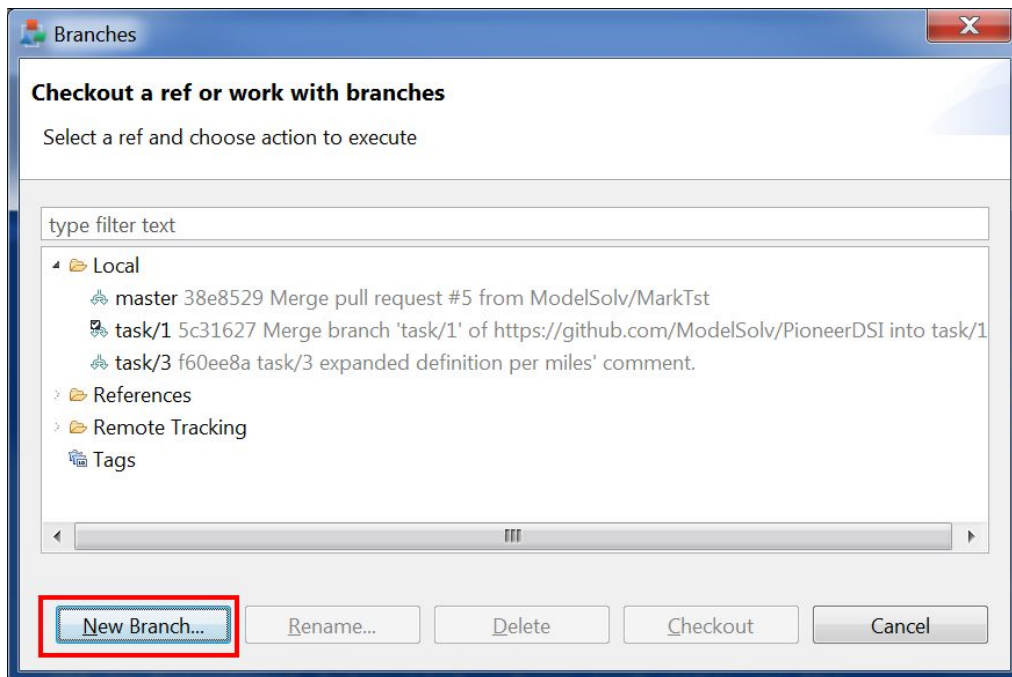 Branches
Checkout a ref or work with branches
Select a ref and choose action to execute
type filter text
Local
master 38e8529 Merge pull request #5 from ModelSolv/MarkTst
task/1 5c31627 Merge branch 'task/1' of https://github.com/ModelSolv/PioneerDSI into task/1
task/3 f60ee8a task/3 expanded definition per miles' comment.
References
Remote Tracking
Tags
New Branch... Rename... Delete Checkout Cancel